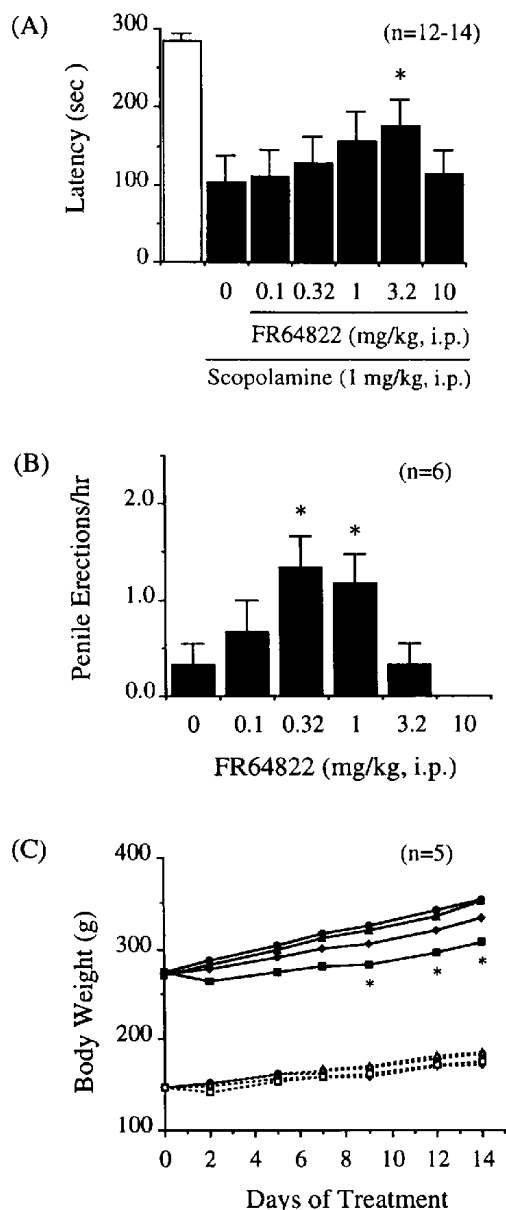 (A)
(n=12-14)
300
*
200
100
0
Latency (sec )
0 0.1 0.32 1 3.2 10
FR64822 (mg/kg, i.p.)
Scopolamine (1 mg/kg, i.p.)
(B)
(n=6)
2.0
* *
1.0
0.0
Penile Erections/hr
0 0.1 0.32 1 3.2 10
FR64822 (mg/kg, i.p.)
(C)
(n=5)
400
300
* * *
200
100
Body Weight (g)
0 2 4 6 8 10 12 14
Days of Treatment